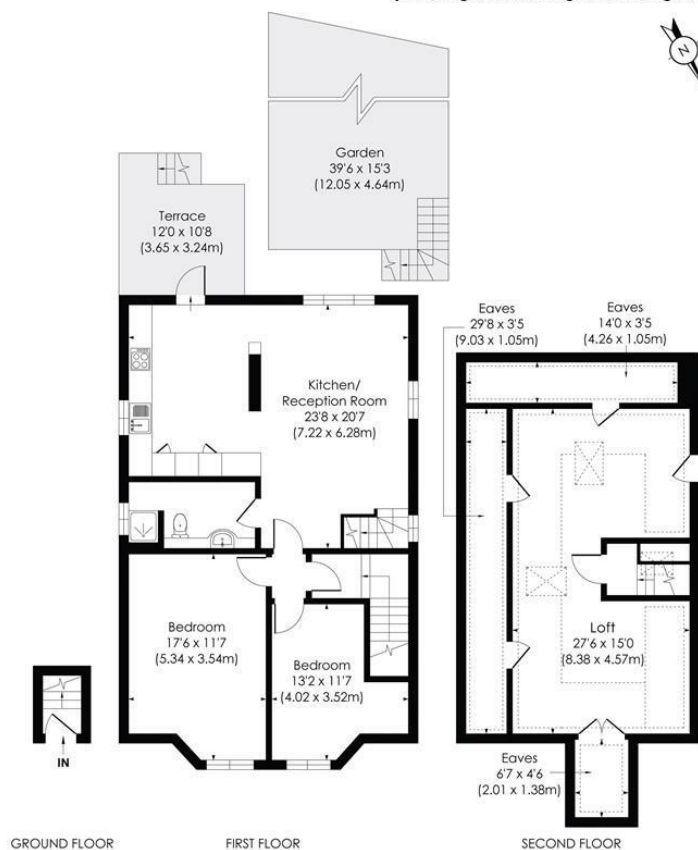 N
Garden
39'6 x 15'3
(12.05 x 4.64m)
Terrace
12'0 x 10'8
(3.65 x 3.24m)
Eaves
29'8 x 3'5
(9.03 x 1.05m)
Eaves
14'0 x 3'5
(4.26 x 1.05m)
Kitchen/
Reception Room
23'8 x 20'7
(7.22 x 6.28m)
Bedroom
17'6 x 11'7
(5.34 x 3.54m)
Bedroom
13'2 x 11'7
(4.02 x 3.52m)
Loft
27'6 x 15'0
(8.38 x 4.57m)
Eaves
6'7 x 4'6
(2.01 x 1.38m)
IN
GROUND FLOOR
FIRST FLOOR
SECOND FLOOR